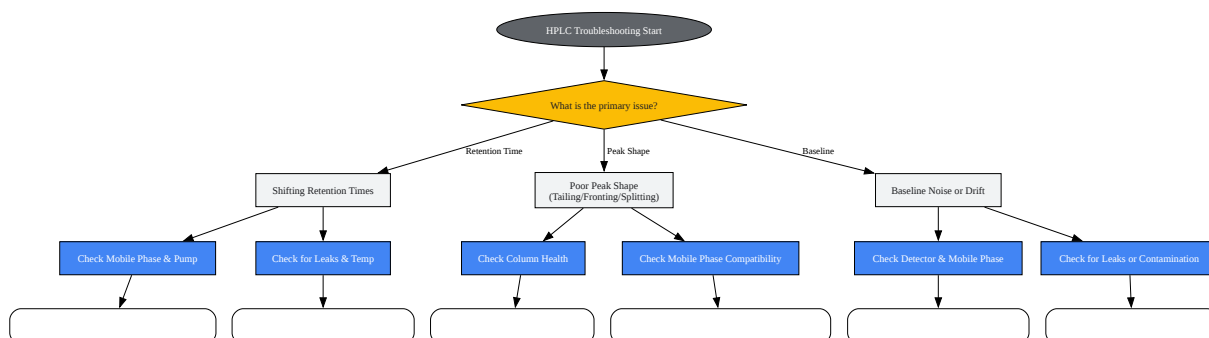 HPLC Troubleshooting Start
What is the primary issue?
Retention Time
Peak Shape
Baseline
Shifting Retention Times
Poor Peak Shape
(Tailing/Fronting/Splitting)
Baseline Noise or Drift
Check Mobile Phase & Pump
Check for Leaks & Temp
Check Column Health
Check Mobile Phase Compatibility
Check Detector & Mobile Phase
Check for Leaks or Contamination